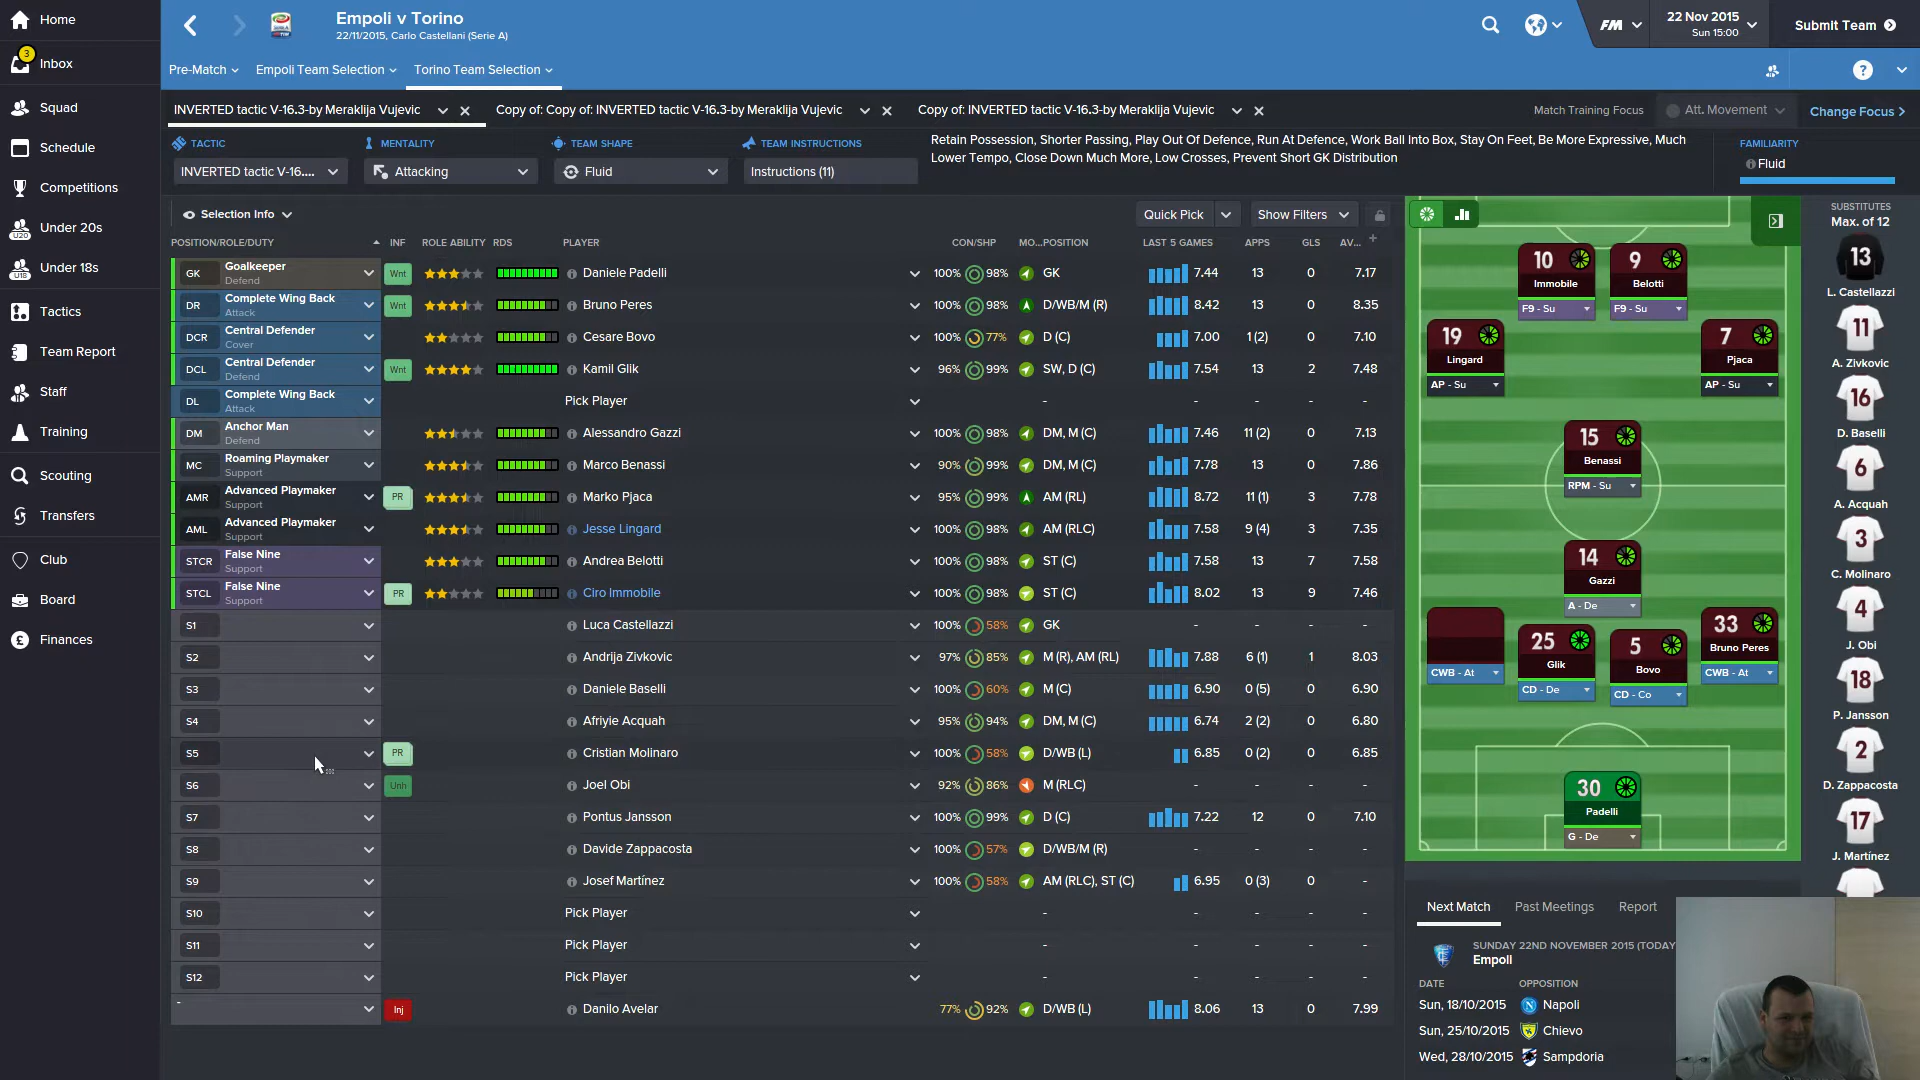 Home
Empoli v Torino
22/11/2015, Carlo Castellani (Serie A)
FM
22 Nov 2015
Sun 15:00
Submit Team
3
Inbox
Pre-Match
Empoli Team Selection
Torino Team Selection
?
Squad
Schedule
Competitions
Under 20s
Under 18s
Tactics
Team Report
Staff
Training
Scouting
Transfers
Club
Board
Finances
INVERTED tactic V-16.3-by Meraklija Vujevic
Copy of: Copy of: INVERTED tactic V-16.3-by Meraklija Vujevic
Copy of: INVERTED tactic V-16.3-by Meraklija Vujevic
Match Training Focus
Att. Movement
Change Focus >
TACTIC
MENTALITY
TEAM SHAPE
TEAM INSTRUCTIONS
INVERTED tactic V-16....
Attacking
Fluid
Instructions (11)
Retain Possession, Shorter Passing, Play Out Of Defence, Run At Defence, Work Ball Into Box, Stay On Feet, Be More Expressive, Much
Lower Tempo, Close Down Much More, Low Crosses, Prevent Short GK Distribution
FAMILIARITY
Fluid
Selection Info
Quick Pick
Show Filters
POSITION/ROLE/DUTY INF ROLE ABILITY RDS PLAYER CON/SHP MO... POSITION LAST 5 GAMES APPS GLS AV...
GK Goalkeeper Defend Wnt Daniele Padelli 100% 98% GK 7.44 13 0 7.17
DR Complete Wing Back Attack Wnt Bruno Peres 100% 98% D/WB/M (R) 8.42 13 0 8.35
DCR Central Defender Cover Cesare Bovo 100% 77% D (C) 7.00 1 (2) 0 7.10
DCL Central Defender Defend Wnt Kamil Glik 96% 99% SW, D (C) 7.54 13 2 7.48
DL Complete Wing Back Attack Pick Player - - - - -
DM Anchor Man Defend Alessandro Gazzi 100% 98% DM, M (C) 7.46 11 (2) 0 7.13
MC Roaming Playmaker Support Marco Benassi 90% 99% DM, M (C) 7.78 13 0 7.86
AMR Advanced Playmaker Support PR Marko Pjaca 95% 99% AM (RL) 8.72 11 (1) 3 7.78
AML Advanced Playmaker Support Jesse Lingard 100% 98% AM (RLC) 7.58 9 (4) 3 7.35
STCR False Nine Support Andrea Belotti 100% 98% ST (C) 7.58 13 7 7.58
STCL False Nine Support PR Ciro Immobile 100% 98% ST (C) 8.02 13 9 7.46
S1 Luca Castellazzi 100% 58% GK - - - -
S2 Andrija Zivkovic 97% 85% M (R), AM (RL) 7.88 6 (1) 1 8.03
S3 Daniele Baselli 100% 60% M (C) 6.90 0 (5) 0 6.90
S4 Afriyie Acquah 95% 94% DM, M (C) 6.74 2 (2) 0 6.80
S5 PR Cristian Molinaro 100% 58% D/WB (L) 6.85 0 (2) 0 6.85
S6 Unh Joel Obi 92% 86% M (RLC) - - - -
S7 Pontus Jansson 100% 99% D (C) 7.22 12 0 7.10
S8 Davide Zappacosta 100% 57% D/WB/M (R) - - - -
S9 Josef Martínez 100% 58% AM (RLC), ST (C) 6.95 0 (3) 0 -
S10 Pick Player - - - - -
S11 Pick Player - - - - -
S12 Pick Player - - - - -
- Inj Danilo Avelar 77% 92% D/WB (L) 8.06 13 0 7.99
10 Immobile F9 - Su
9 Belotti F9 - Su
19 Lingard AP - Su
7 Pjaca AP - Su
15 Benassi RPM - Su
14 Gazzi A - De
CWB - At
25 Glik CD - De
5 Bovo CD - Co
33 Bruno Peres CWB - At
30 Padelli G - De
SUBSTITUTES
Max. of 12
13
L. Castellazzi
11
A. Zivkovic
16
D. Baselli
6
A. Acquah
3
C. Molinaro
4
J. Obi
18
P. Jansson
2
D. Zappacosta
17
J. Martínez
Next Match
Past Meetings
Report
SUNDAY 22ND NOVEMBER 2015 (TODAY
Empoli
DATE OPPOSITION
Sun, 18/10/2015 Napoli
Sun, 25/10/2015 Chievo
Wed, 28/10/2015 Sampdoria